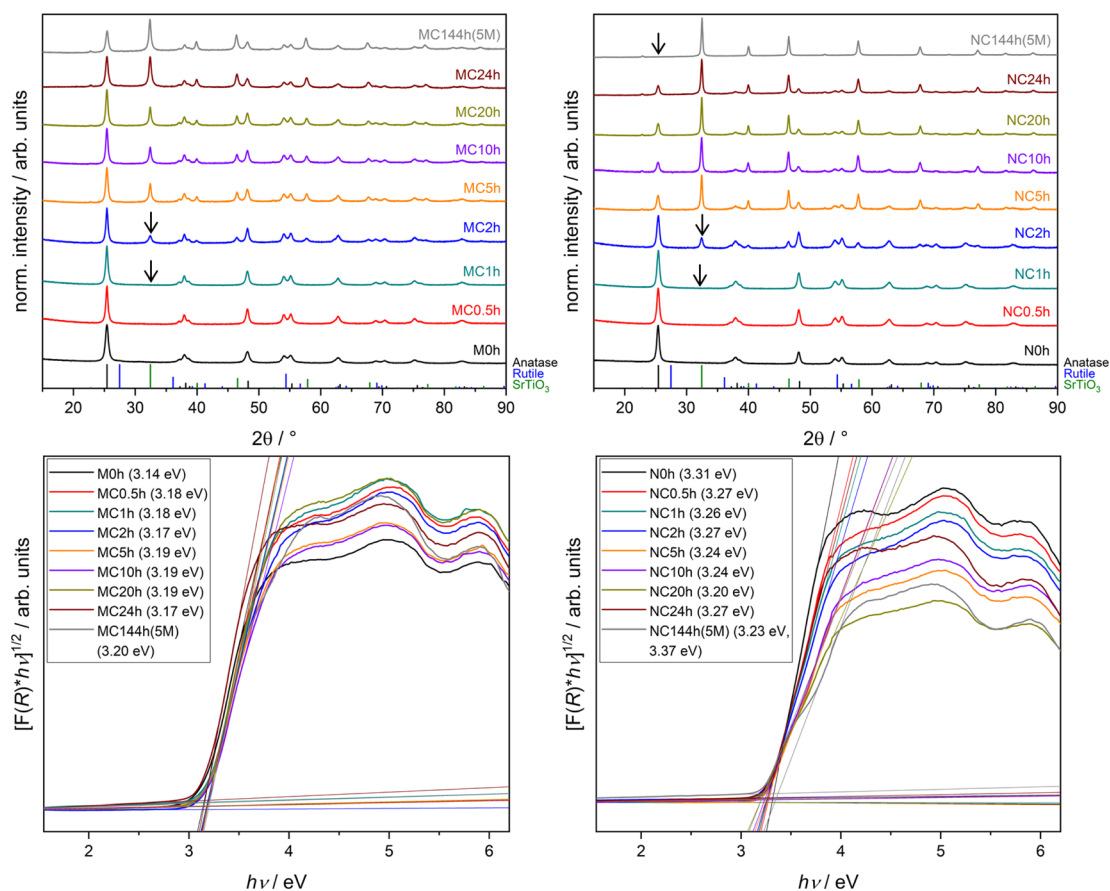 norm. intensity / arb. units
MC144h(5M)
MC24h
MC20h
MC10h
MC5h
MC2h
MC1h
MC0.5h
M0h
Anatase
Rutile
SrTiO₃
15 20 30 40 50 60 70 80 90
2θ / °
norm. intensity / arb. units
NC144h(5M)
NC24h
NC20h
NC10h
NC5h
NC2h
NC1h
NC0.5h
N0h
Anatase
Rutile
SrTiO₃
15 20 30 40 50 60 70 80 90
2θ / °
[F(R)*hν]^1/2 / arb. units
M0h (3.14 eV)
MC0.5h (3.18 eV)
MC1h (3.18 eV)
MC2h (3.17 eV)
MC5h (3.19 eV)
MC10h (3.19 eV)
MC20h (3.19 eV)
MC24h (3.17 eV)
MC144h(5M)
(3.20 eV)
2 3 4 5 6
hν / eV
[F(R)*hν]^1/2 / arb. units
N0h (3.31 eV)
NC0.5h (3.27 eV)
NC1h (3.26 eV)
NC2h (3.27 eV)
NC5h (3.24 eV)
NC10h (3.24 eV)
NC20h (3.20 eV)
NC24h (3.27 eV)
NC144h(5M) (3.23 eV,
3.37 eV)
2 3 4 5 6
hν / eV